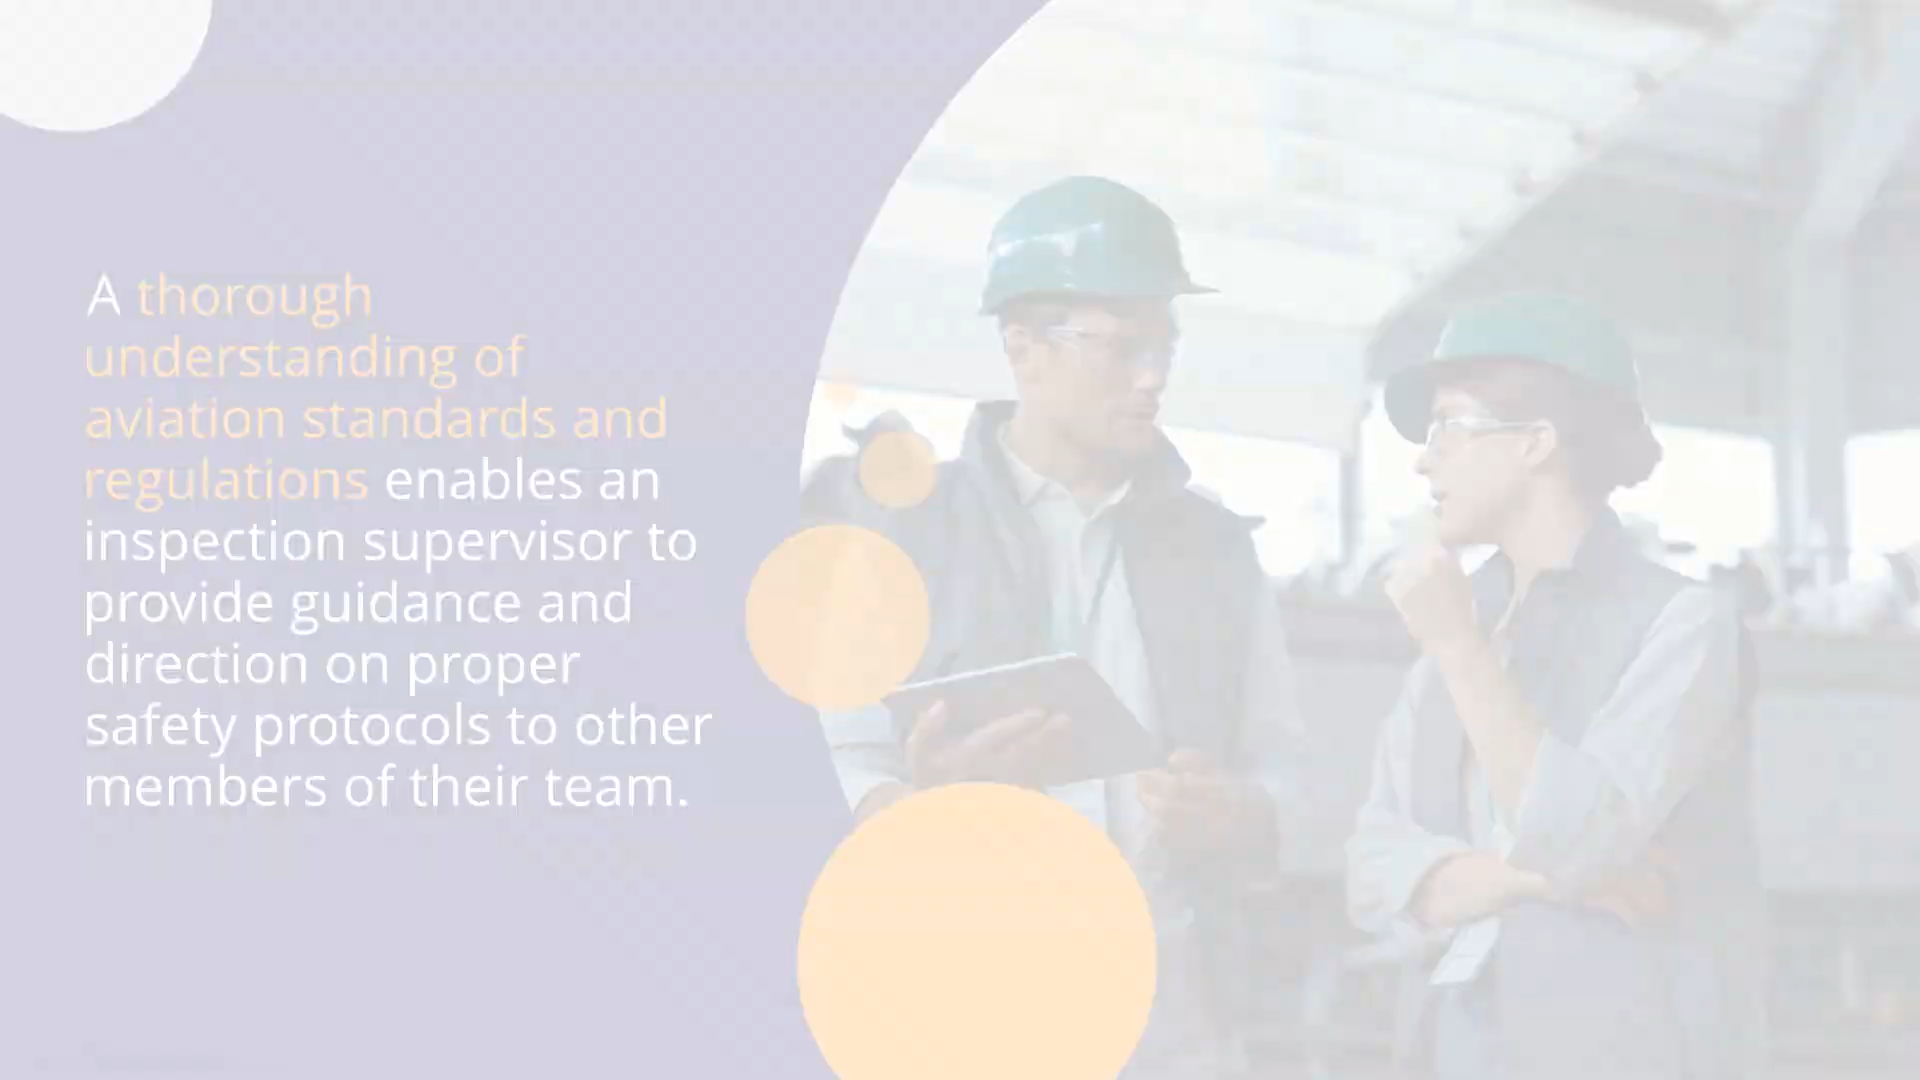 A thorough
understanding of
aviation standards and
regulations enables an
inspection supervisor to
provide guidance and
direction on proper
safety protocols to other
members of their team.